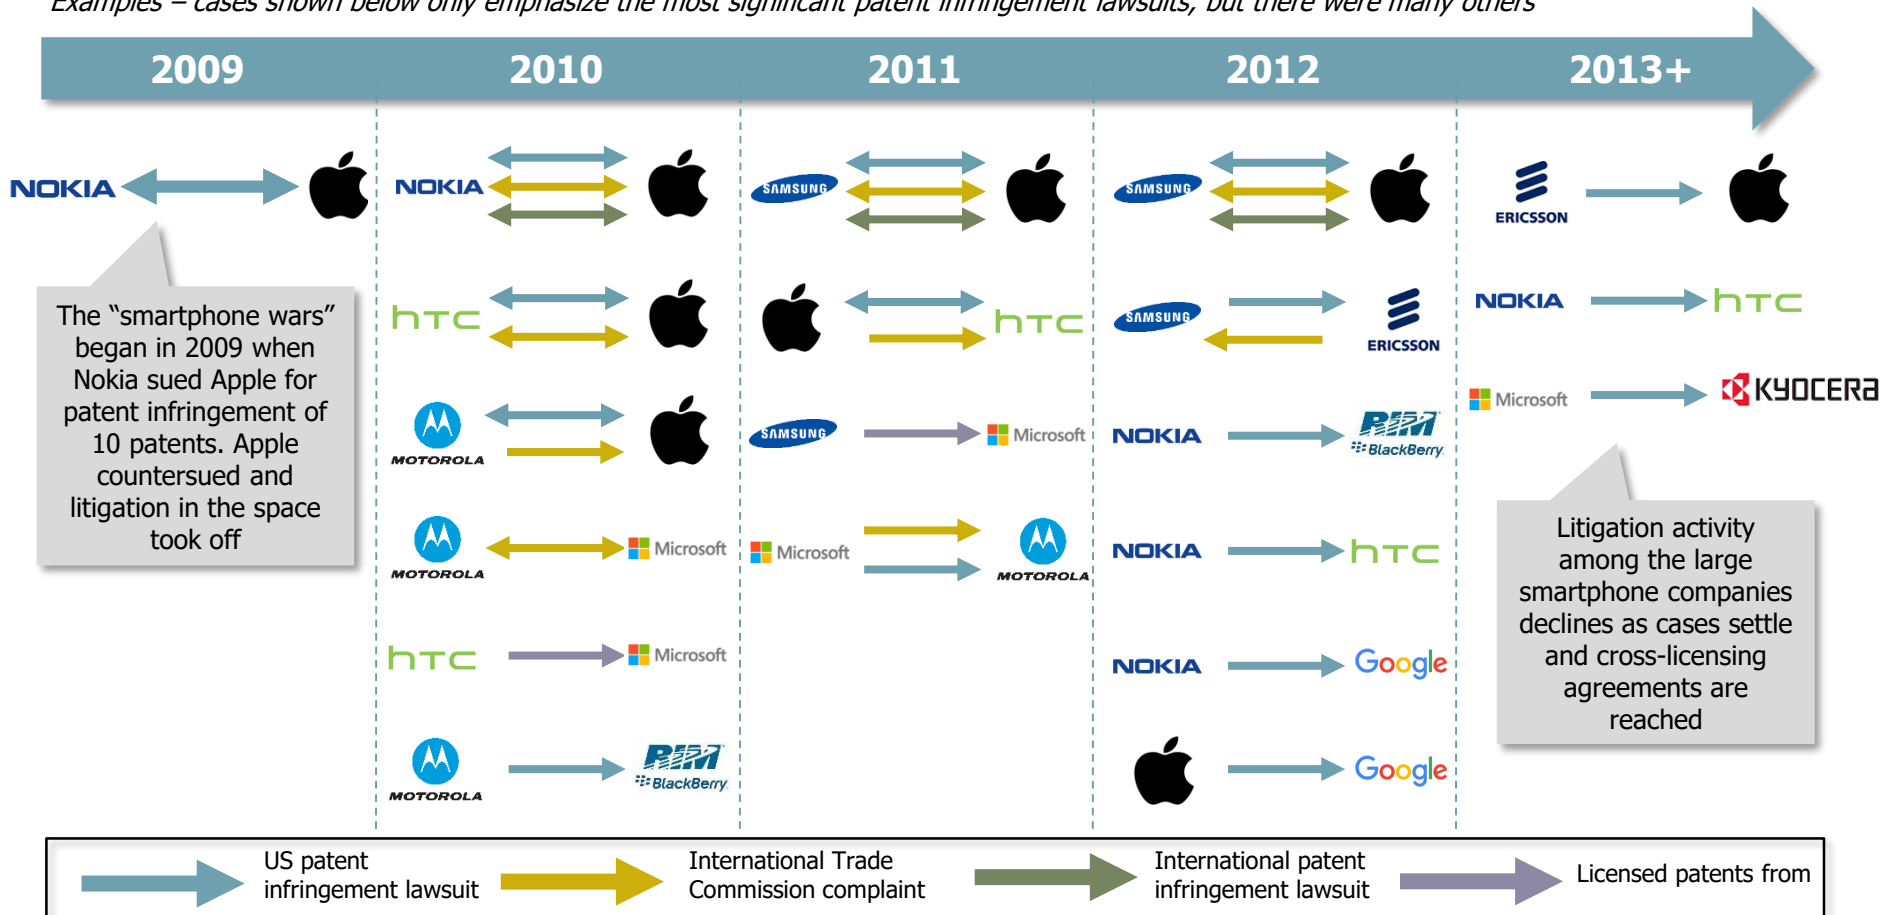 Examples – cases shown below only emphasize the most significant patent infringement lawsuits, but there were many others
2009 2010 2011 2012 2013+
NOKIA
The “smartphone wars”
began in 2009 when
Nokia sued Apple for
patent infringement of
10 patents. Apple
countersued and
litigation in the space
took off
NOKIA
hTC
MOTOROLA
MOTOROLA Microsoft
hTC Microsoft
MOTOROLA RIM
BlackBerry
SAMSUNG
hTC
SAMSUNG Microsoft
Microsoft MOTOROLA
SAMSUNG
SAMSUNG ERICSSON
NOKIA RIM
BlackBerry
NOKIA hTC
NOKIA Google
Google
ERICSSON
NOKIA hTC
Microsoft KYOCERA
Litigation activity
among the large
smartphone companies
declines as cases settle
and cross-licensing
agreements are
reached
US patent
infringement lawsuit
International Trade
Commission complaint
International patent
infringement lawsuit
Licensed patents from